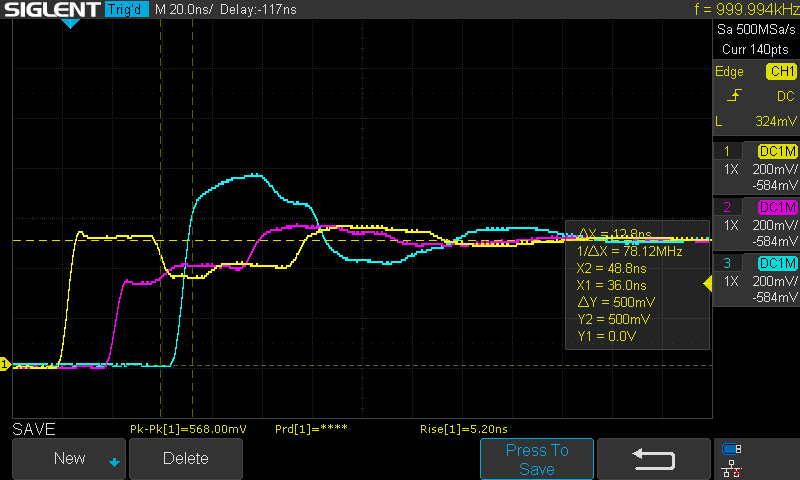 SIGLENT Trig'd M 20.0ns/ Delay:-117ns f = 999.994kHz
Sa 500MSa/s
Curr 140pts
Edge CH1
DC
L 324mV
1 DC1M
1X 200mV/
-584mV
2 DC1M
1X 200mV/
-584mV
3 DC1M
1X 200mV/
-584mV
ΔX = 12.8ns
1/ΔX = 78.12MHz
X2 = 48.8ns
X1 = 36.0ns
ΔY = 500mV
Y2 = 500mV
Y1 = 0.0V
1
SAVE Pk-Pk[1]=568.00mV Prd[1]=**** Rise[1]=5.20ns
New Delete Press To
Save